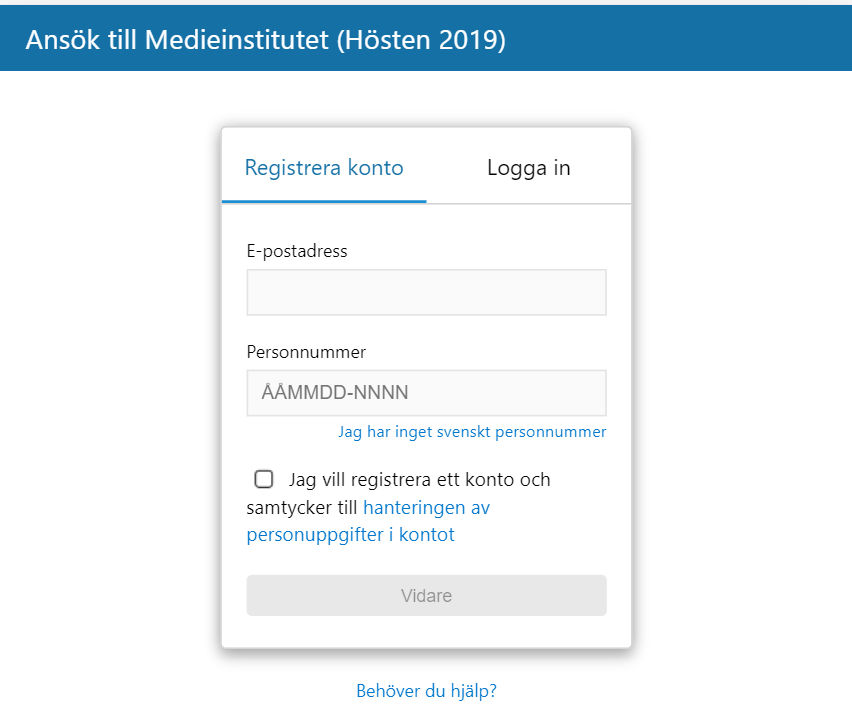 Ansök till Medieinstitutet (Hösten 2019)
Registrera konto
Logga in
E-postadress
Personnummer
ÅÅMMDD-NNNN
Jag har inget svenskt personnummer
Jag vill registrera ett konto och
samtycker till hanteringen av
personuppgifter i kontot
Vidare
Behöver du hjälp?